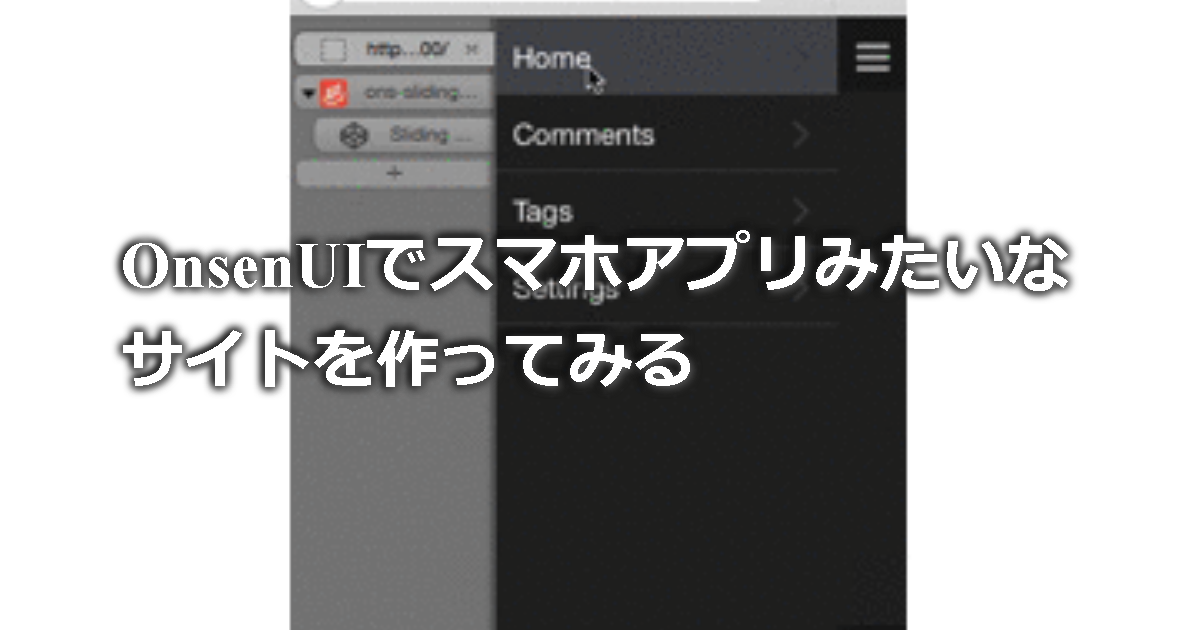 http...00/
Home
ons-sliding...
Sliding ...
Comments
Tags
OnsenUIでスマホアプリみたいな
Settings
サイトを作ってみる